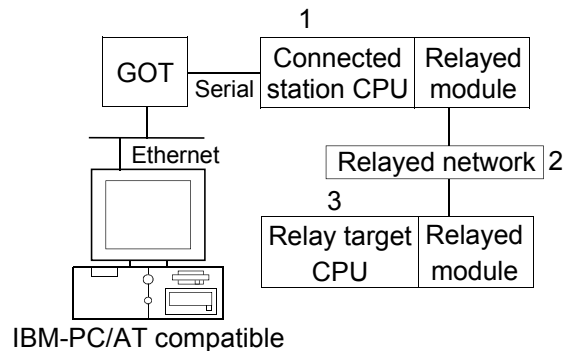 1
GOT
Serial
Connected
station CPU
Relayed
module
Ethernet
Relayed network
2
3
Relay target
CPU
Relayed
module
IBM-PC/AT compatible